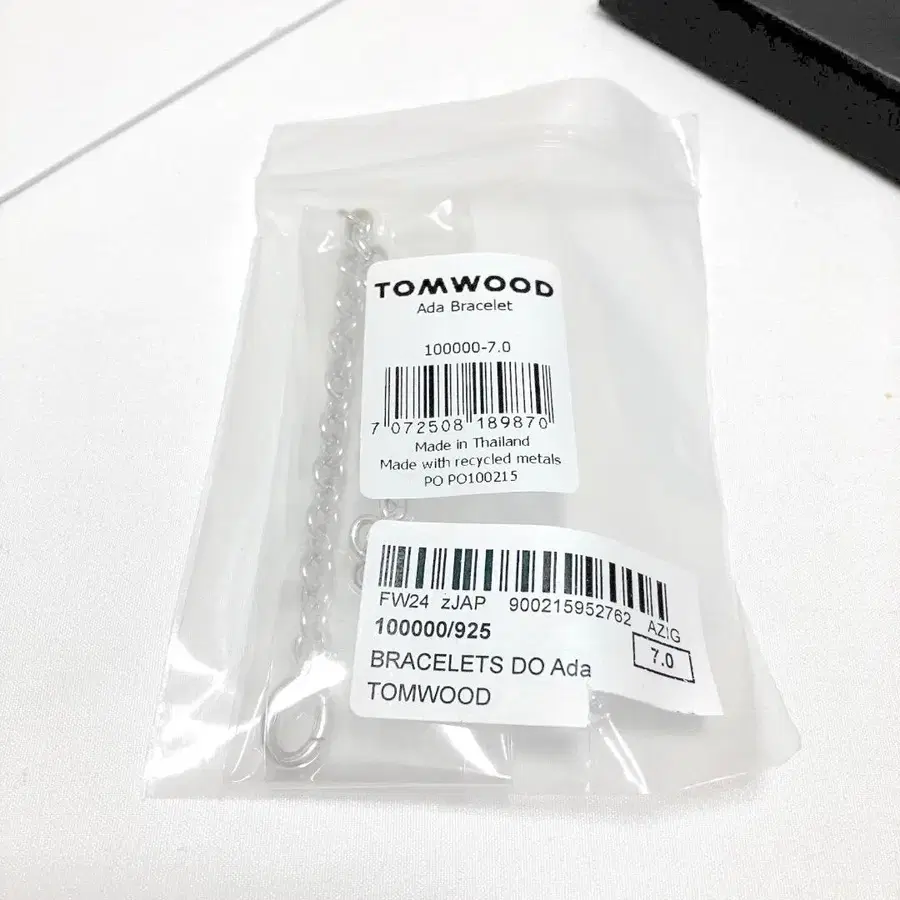 TOMWOOD
Ada Bracelet
100000-7.0
7 072508 189870
Made in Thailand
Made with recycled metals
PO PO100215
FW24 zJAP 900215952762 AZIG
100000/925
7.0
BRACELETS DO Ada
TOMWOOD